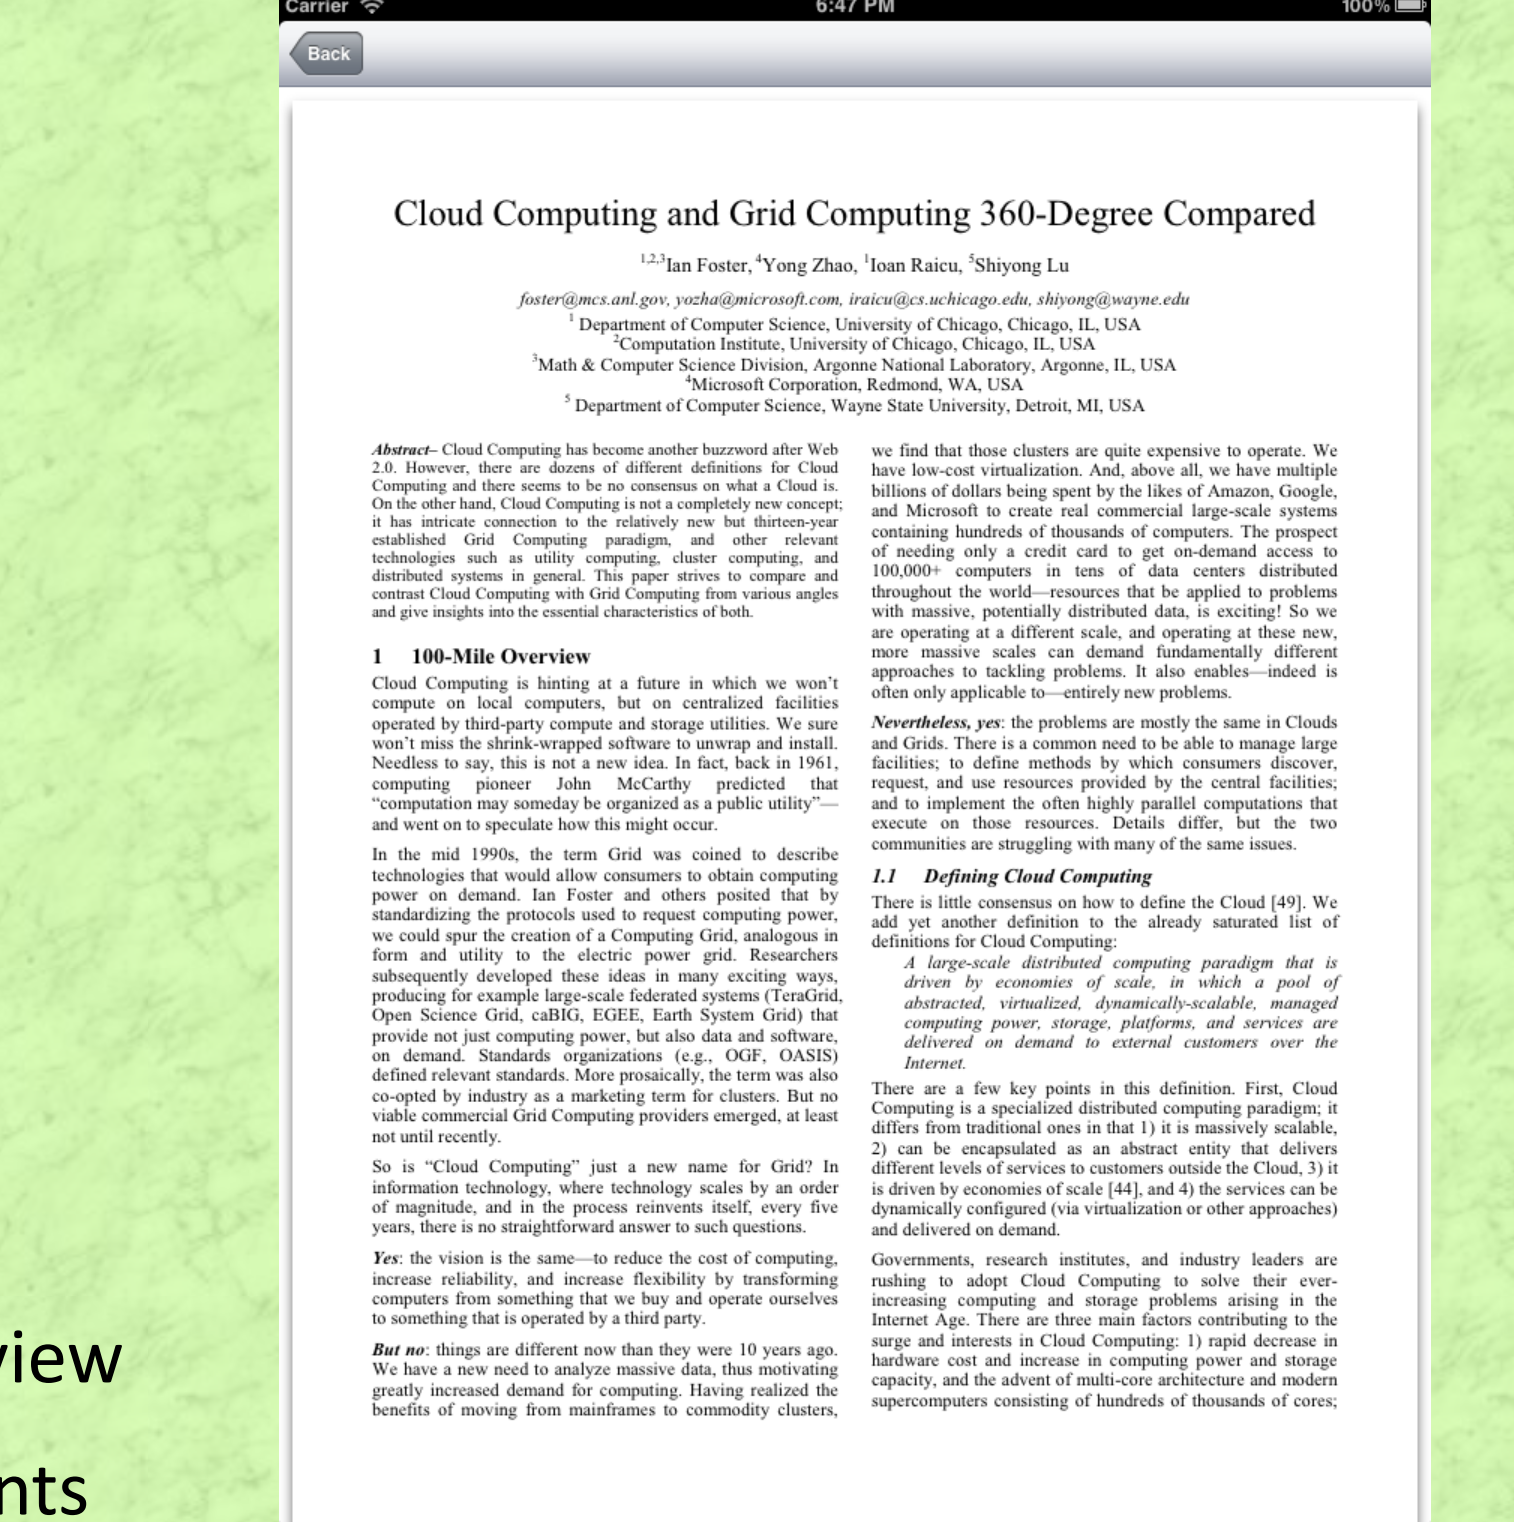 Carrier
6:47 PM
100%
Back
Cloud Computing and Grid Computing 360-Degree Compared
1,2,3Ian Foster, 4Yong Zhao, 1Ioan Raicu, 5Shiyong Lu
foster@mcs.anl.gov, yozha@microsoft.com, iraicu@cs.uchicago.edu, shiyong@wayne.edu
1 Department of Computer Science, University of Chicago, Chicago, IL, USA
2Computation Institute, University of Chicago, Chicago, IL, USA
3Math & Computer Science Division, Argonne National Laboratory, Argonne, IL, USA
4Microsoft Corporation, Redmond, WA, USA
5 Department of Computer Science, Wayne State University, Detroit, MI, USA
Abstract– Cloud Computing has become another buzzword after Web
2.0. However, there are dozens of different definitions for Cloud
Computing and there seems to be no consensus on what a Cloud is.
On the other hand, Cloud Computing is not a completely new concept;
it has intricate connection to the relatively new but thirteen-year
established Grid Computing paradigm, and other relevant
technologies such as utility computing, cluster computing, and
distributed systems in general. This paper strives to compare and
contrast Cloud Computing with Grid Computing from various angles
and give insights into the essential characteristics of both.
1 100-Mile Overview
Cloud Computing is hinting at a future in which we won’t
compute on local computers, but on centralized facilities
operated by third-party compute and storage utilities. We sure
won’t miss the shrink-wrapped software to unwrap and install.
Needless to say, this is not a new idea. In fact, back in 1961,
computing pioneer John McCarthy predicted that
“computation may someday be organized as a public utility”—
and went on to speculate how this might occur.
In the mid 1990s, the term Grid was coined to describe
technologies that would allow consumers to obtain computing
power on demand. Ian Foster and others posited that by
standardizing the protocols used to request computing power,
we could spur the creation of a Computing Grid, analogous in
form and utility to the electric power grid. Researchers
subsequently developed these ideas in many exciting ways,
producing for example large-scale federated systems (TeraGrid,
Open Science Grid, caBIG, EGEE, Earth System Grid) that
provide not just computing power, but also data and software,
on demand. Standards organizations (e.g., OGF, OASIS)
defined relevant standards. More prosaically, the term was also
co-opted by industry as a marketing term for clusters. But no
viable commercial Grid Computing providers emerged, at least
not until recently.
So is “Cloud Computing” just a new name for Grid? In
information technology, where technology scales by an order
of magnitude, and in the process reinvents itself, every five
years, there is no straightforward answer to such questions.
Yes: the vision is the same—to reduce the cost of computing,
increase reliability, and increase flexibility by transforming
computers from something that we buy and operate ourselves
to something that is operated by a third party.
But no: things are different now than they were 10 years ago.
We have a new need to analyze massive data, thus motivating
greatly increased demand for computing. Having realized the
benefits of moving from mainframes to commodity clusters,
we find that those clusters are quite expensive to operate. We
have low-cost virtualization. And, above all, we have multiple
billions of dollars being spent by the likes of Amazon, Google,
and Microsoft to create real commercial large-scale systems
containing hundreds of thousands of computers. The prospect
of needing only a credit card to get on-demand access to
100,000+ computers in tens of data centers distributed
throughout the world—resources that be applied to problems
with massive, potentially distributed data, is exciting! So we
are operating at a different scale, and operating at these new,
more massive scales can demand fundamentally different
approaches to tackling problems. It also enables—indeed is
often only applicable to—entirely new problems.
Nevertheless, yes: the problems are mostly the same in Clouds
and Grids. There is a common need to be able to manage large
facilities; to define methods by which consumers discover,
request, and use resources provided by the central facilities;
and to implement the often highly parallel computations that
execute on those resources. Details differ, but the two
communities are struggling with many of the same issues.
1.1 Defining Cloud Computing
There is little consensus on how to define the Cloud [49]. We
add yet another definition to the already saturated list of
definitions for Cloud Computing:
A large-scale distributed computing paradigm that is
driven by economies of scale, in which a pool of
abstracted, virtualized, dynamically-scalable, managed
computing power, storage, platforms, and services are
delivered on demand to external customers over the
Internet.
There are a few key points in this definition. First, Cloud
Computing is a specialized distributed computing paradigm; it
differs from traditional ones in that 1) it is massively scalable,
2) can be encapsulated as an abstract entity that delivers
different levels of services to customers outside the Cloud, 3) it
is driven by economies of scale [44], and 4) the services can be
dynamically configured (via virtualization or other approaches)
and delivered on demand.
Governments, research institutes, and industry leaders are
rushing to adopt Cloud Computing to solve their ever-
increasing computing and storage problems arising in the
Internet Age. There are three main factors contributing to the
surge and interests in Cloud Computing: 1) rapid decrease in
hardware cost and increase in computing power and storage
capacity, and the advent of multi-core architecture and modern
supercomputers consisting of hundreds of thousands of cores;
view
nts